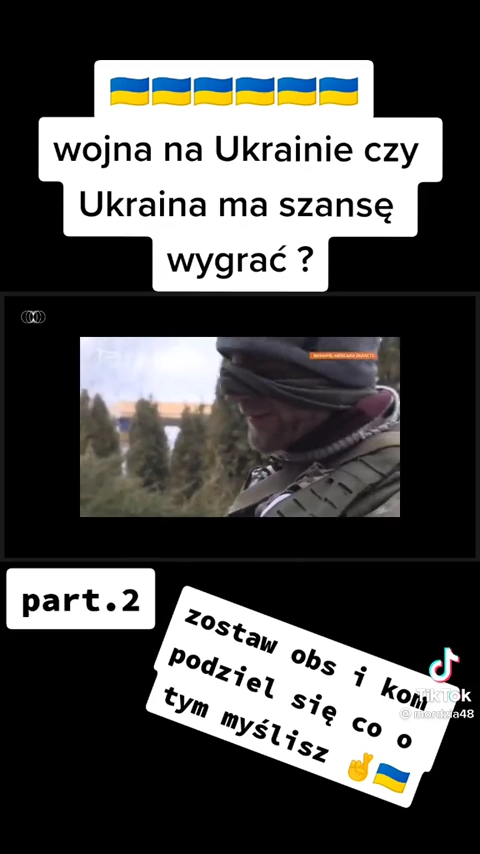 🇺🇦🇺🇦🇺🇦🇺🇦🇺🇦🇺🇦
wojna na Ukrainie czy
Ukraina ma szansę
wygrać ?
part.2
zostaw obs i kom
podziel się co o
tym myślisz 🤞🇺🇦
TikTok